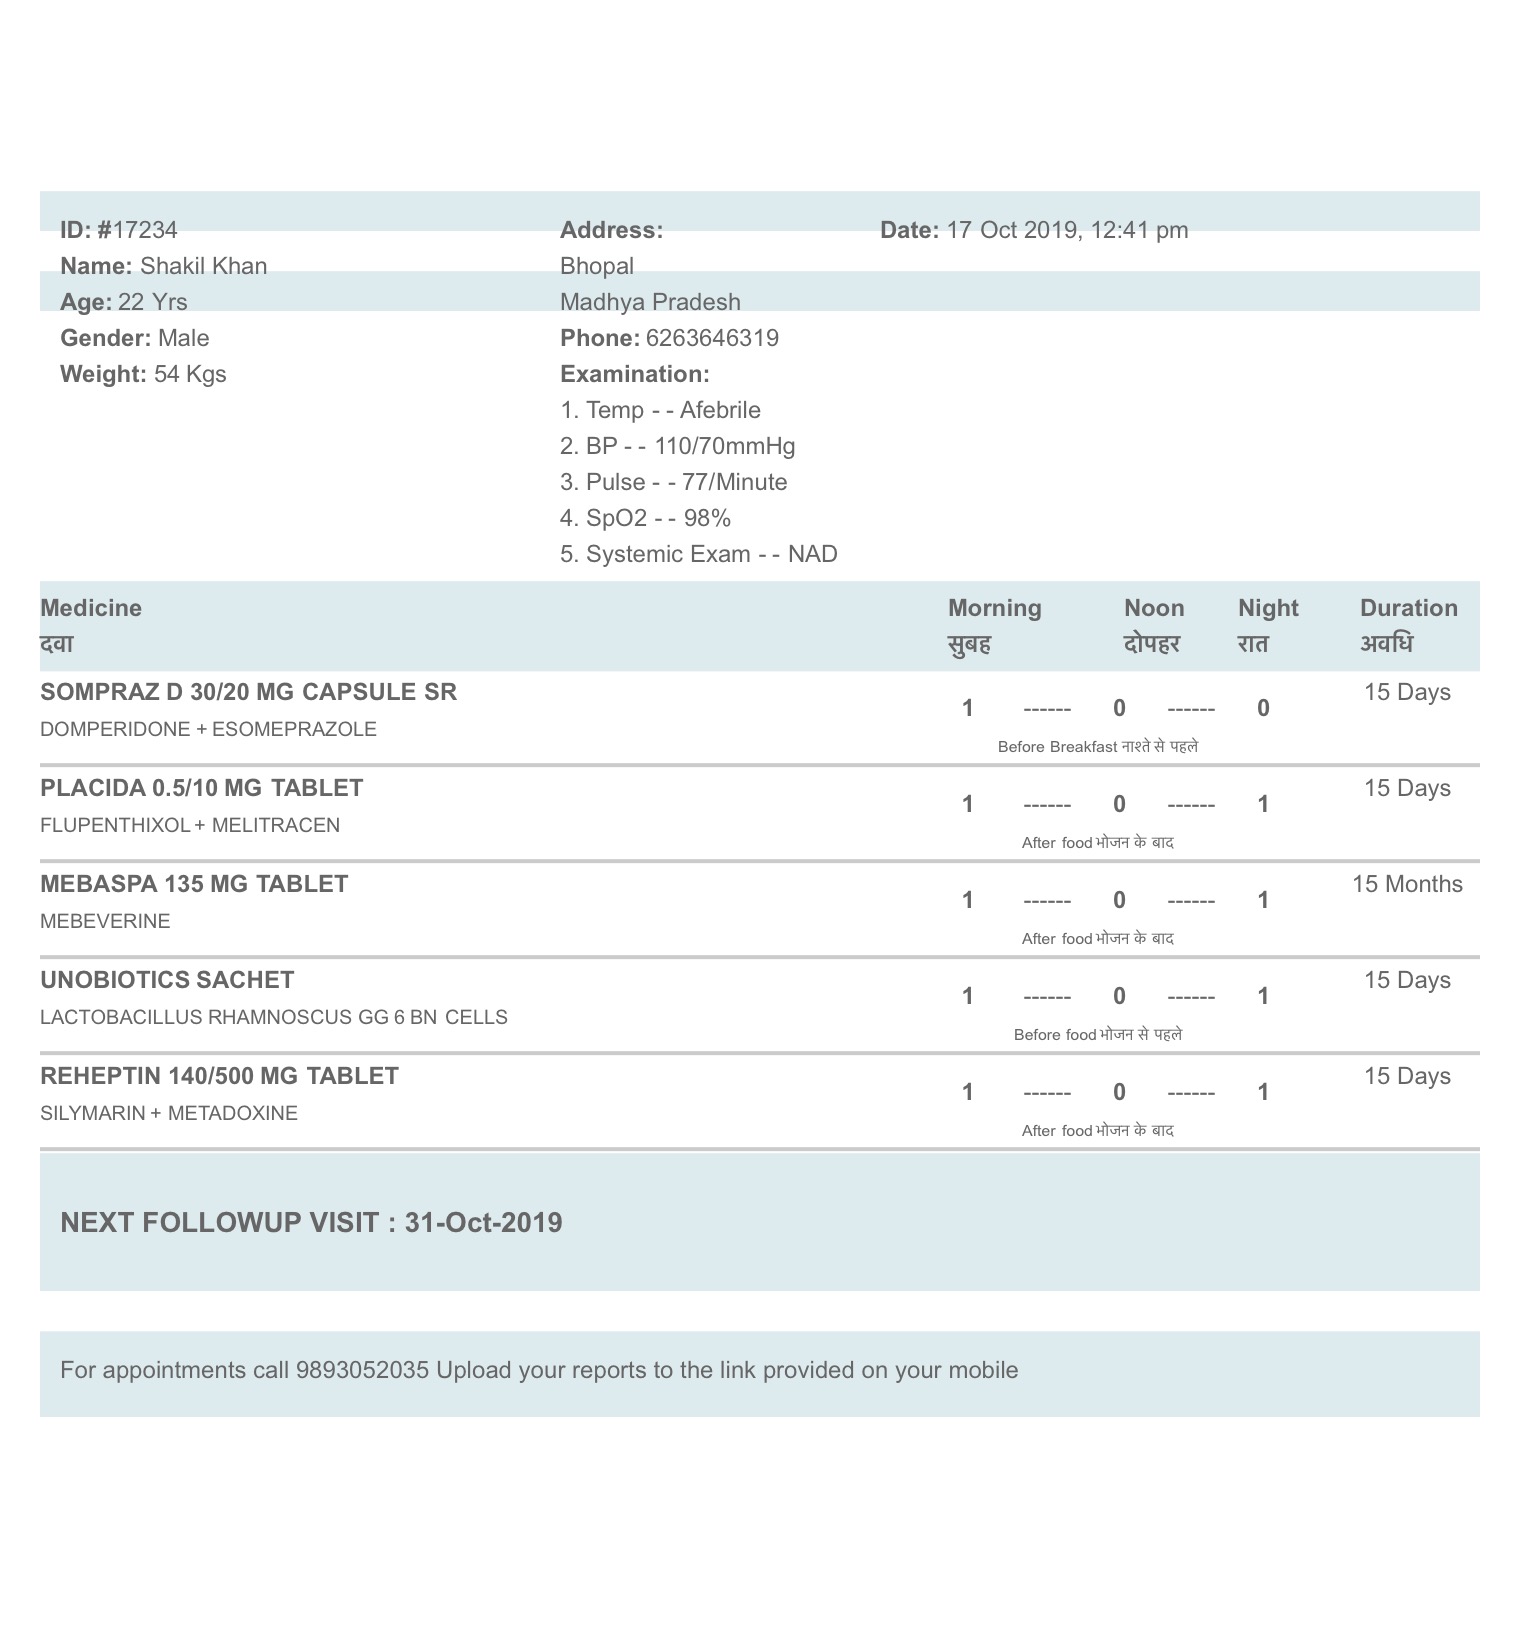 ID: #17234
Name: Shakil Khan
Age: 22 Yrs
Gender: Male
Weight: 54 Kgs
Address:
Bhopal
Madhya Pradesh
Phone: 6263646319
Examination:
1. Temp - - Afebrile
2. BP - - 110/70mmHg
3. Pulse - - 77/Minute
4. SpO2 - - 98%
5. Systemic Exam - - NAD
Date: 17 Oct 2019, 12:41 pm
Medicine Morning Noon Night Duration
दवा सुबह दोपहर रात अवधि
SOMPRAZ D 30/20 MG CAPSULE SR 15 Days
1 ------ 0 ------ 0
DOMPERIDONE + ESOMEPRAZOLE
Before Breakfast नाश्ते से पहले
PLACIDA 0.5/10 MG TABLET 15 Days
1 ------ 0 ------ 1
FLUPENTHIXOL + MELITRACEN
After food भोजन के बाद
MEBASPA 135 MG TABLET 15 Months
1 ------ 0 ------ 1
MEBEVERINE
After food भोजन के बाद
UNOBIOTICS SACHET 15 Days
1 ------ 0 ------ 1
LACTOBACILLUS RHAMNOSCUS GG 6 BN CELLS
Before food भोजन से पहले
REHEPTIN 140/500 MG TABLET 15 Days
1 ------ 0 ------ 1
SILYMARIN + METADOXINE
After food भोजन के बाद
NEXT FOLLOWUP VISIT : 31-Oct-2019
For appointments call 9893052035 Upload your reports to the link provided on your mobile